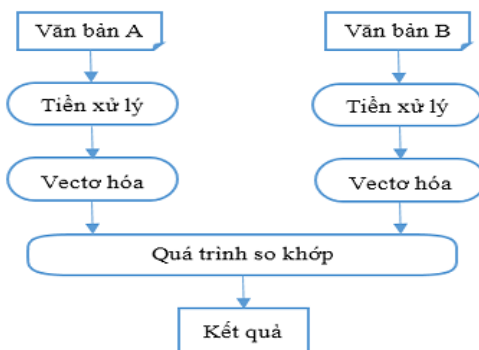 Văn bản A
Văn bản B
Tiền xử lý
Tiền xử lý
Vectơ hóa
Vectơ hóa
Quá trình so khớp
Kết quả